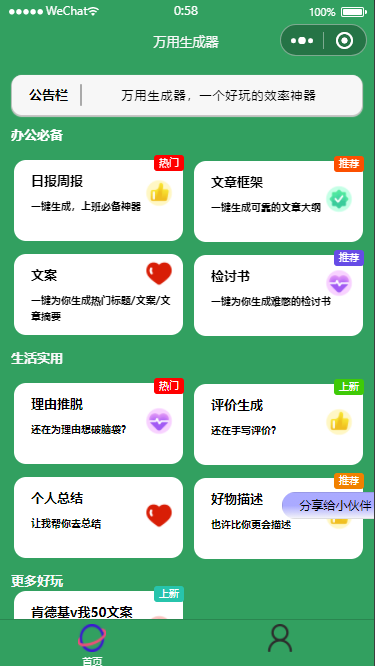 WeChat
0:58
100%
万用生成器
公告栏
万用生成器，一个好玩的效率神器
办公必备
热门
日报周报
一键生成，上班必备神器
推荐
文章框架
一键生成可靠的文章大纲
文案
一键为你生成热门标题/文案/文
章摘要
推荐
检讨书
一键为你生成难憋的检讨书
生活实用
热门
理由推脱
还在为理由想破脑袋?
上新
评价生成
还在手写评价?
个人总结
让我帮你去总结
推荐
好物描述
也许比你更会描述
分享给小伙伴
更多好玩
上新
肯德基v我50文案
首页